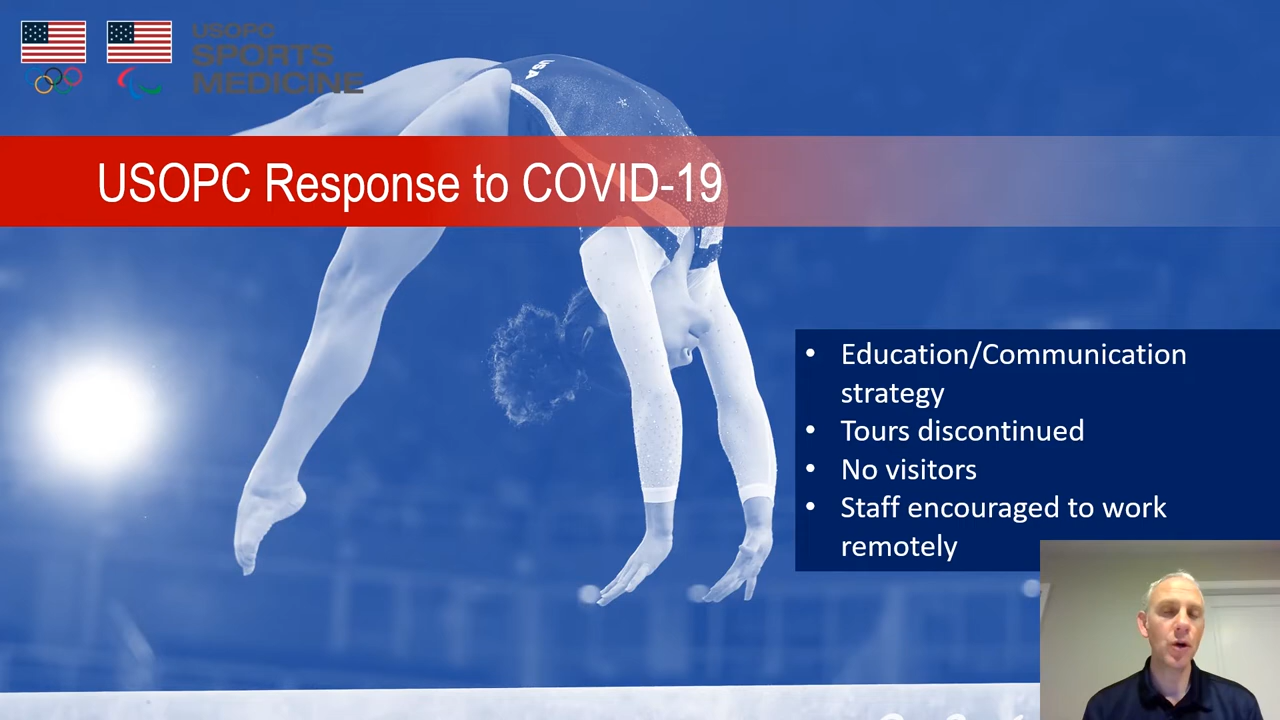 USOPC
SPORTS
MEDICINE
USA
USOPC Response to COVID-19
• Education/Communication
strategy
• Tours discontinued
• No visitors
• Staff encouraged to work
remotely